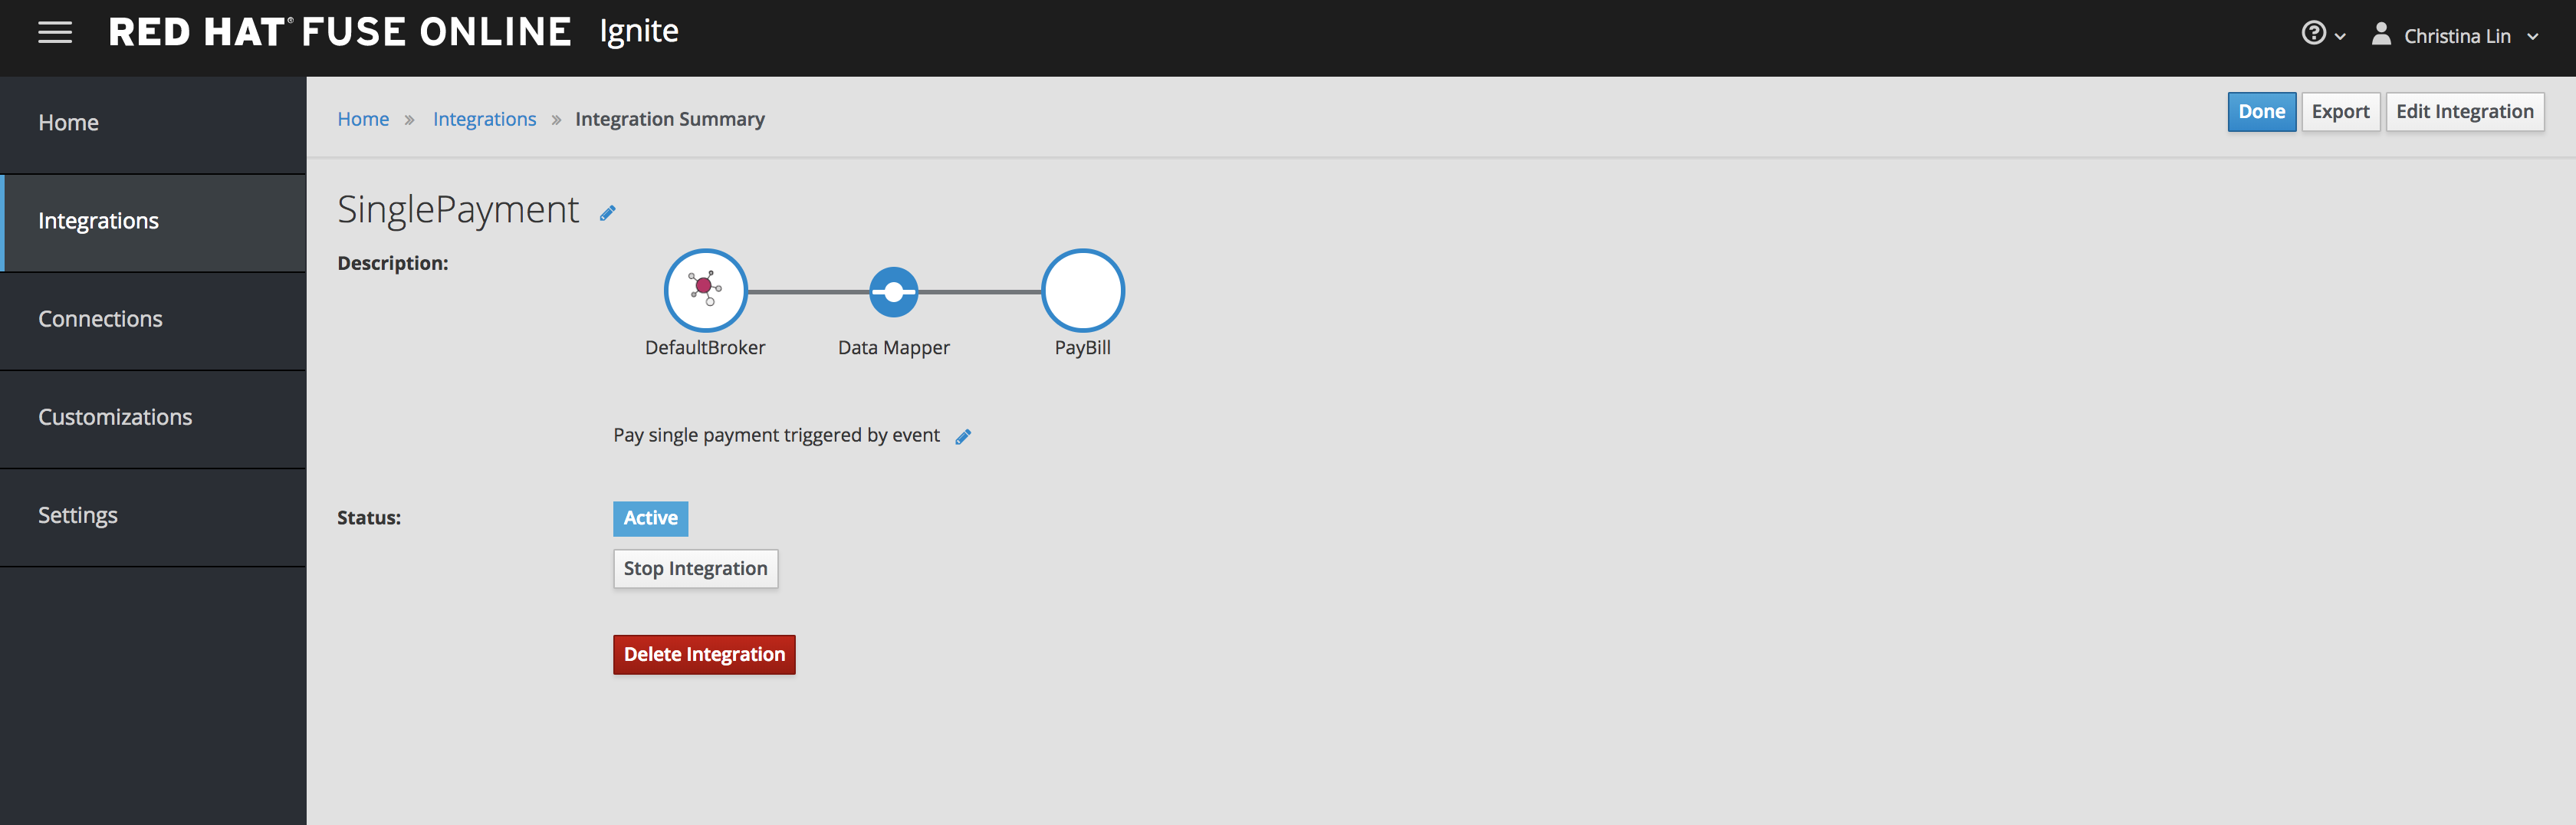 RED HAT® FUSE ONLINE Ignite
Christina Lin
Home
Integrations
Connections
Customizations
Settings
Home » Integrations » Integration Summary
Done Export Edit Integration
SinglePayment
Description:
DefaultBroker Data Mapper PayBill
Pay single payment triggered by event
Status: Active
Stop Integration
Delete Integration